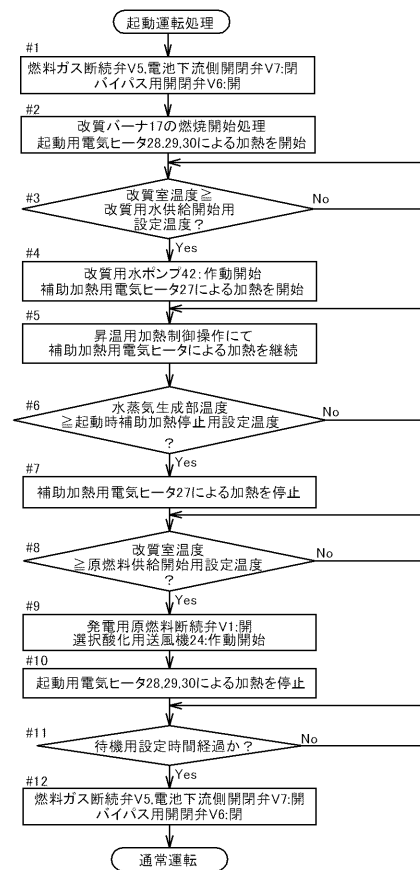 起動運転処理
#1
燃料ガス断続弁V5,電池下流側開閉弁V7:閉
バイパス用開閉弁V6:開
#2
改質バーナ17の燃焼開始処理
起動用電気ヒータ28,29,30による加熱を開始
#3
改質室温度≧
改質用水供給開始用
設定温度?
No
Yes
#4
改質用水ポンプ42:作動開始
補助加熱用電気ヒータ27による加熱を開始
#5
昇温用加熱制御操作にて
補助加熱用電気ヒータによる加熱を継続
#6
水蒸気生成部温度
≧起動時補助加熱停止用設定温度
?
No
Yes
#7
補助加熱用電気ヒータ27による加熱を停止
#8
改質室温度
≧原燃料供給開始用設定温度
?
No
Yes
#9
発電用原燃料断続弁V1:開
選択酸化用送風機24:作動開始
#10
起動用電気ヒータ28,29,30による加熱を停止
#11
待機用設定時間経過か?
No
Yes
#12
燃料ガス断続弁V5,電池下流側開閉弁V7:開
バイパス用開閉弁V6:閉
通常運転